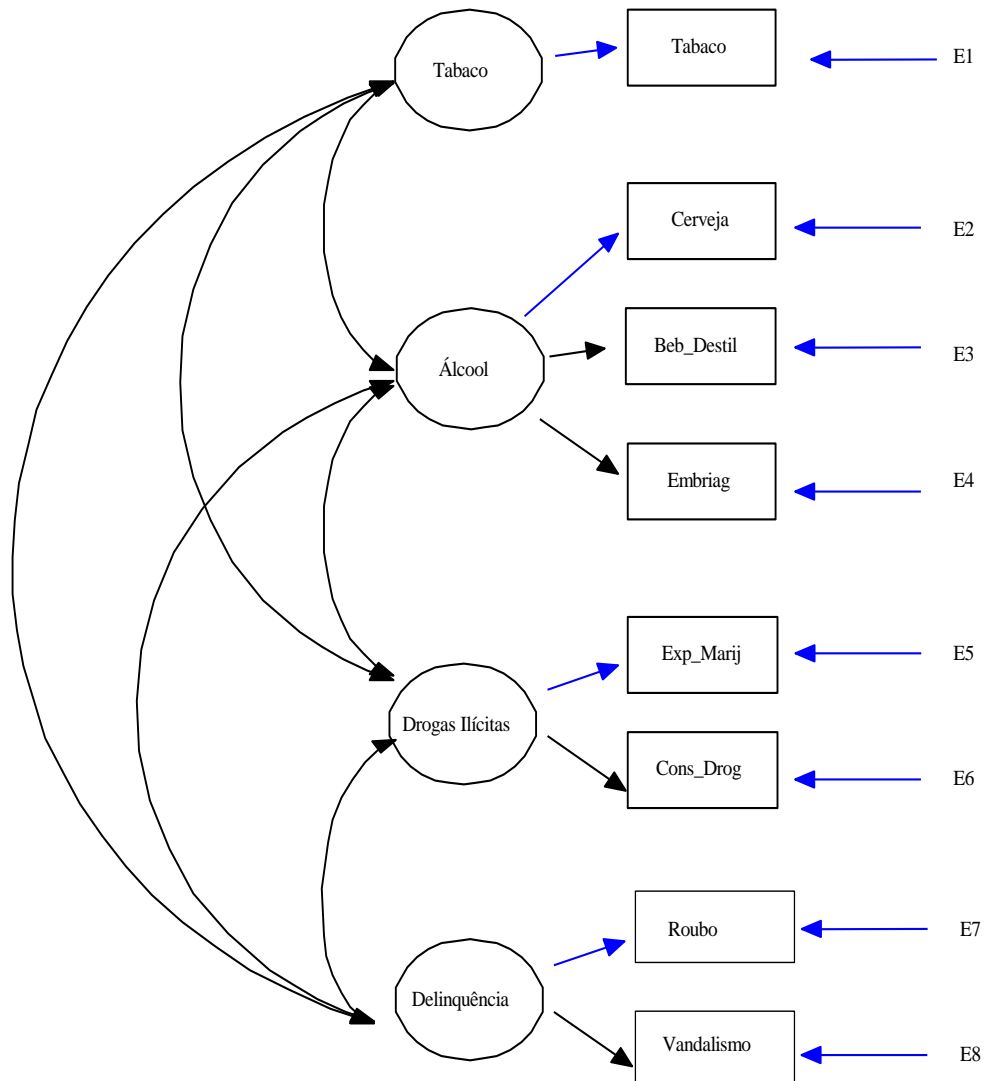 Tabaco
Tabaco
E1
Cerveja
E2
Álcool
Beb_Destil
E3
Embriag
E4
Drogas Ilícitas
Exp_Marij
E5
Cons_Drog
E6
Delinquência
Roubo
E7
Vandalismo
E8